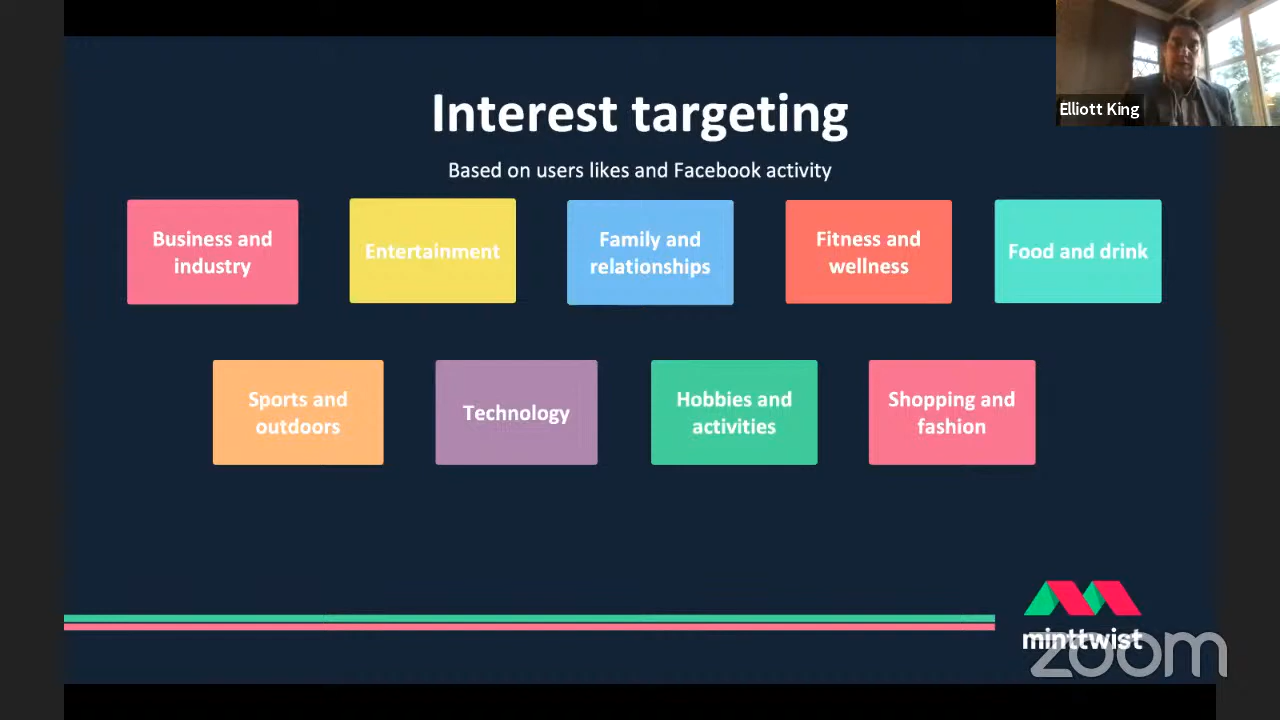 Elliott King
Interest targeting
Based on users likes and Facebook activity
Business and
industry
Entertainment
Family and
relationships
Fitness and
wellness
Food and drink
Sports and
outdoors
Technology
Hobbies and
activities
Shopping and
fashion
minttwist
zoom